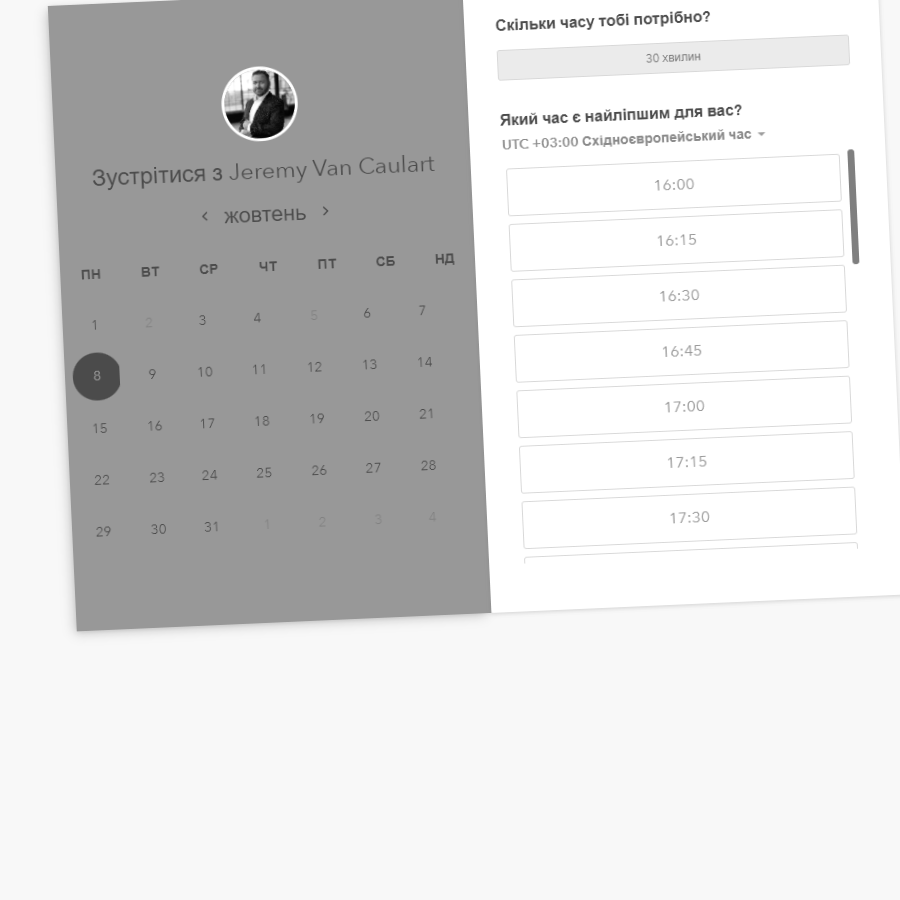 Зустрітися з Jeremy Van Caulart
жовтень
ПН ВТ СР ЧТ ПТ СБ НД
1 2 3 4 5 6 7
8 9 10 11 12 13 14
15 16 17 18 19 20 21
22 23 24 25 26 27 28
29 30 31 1 2 3 4
Скільки часу тобі потрібно?
30 хвилин
Який час є найліпшим для вас?
UTC +03:00 Східноєвропейський час
16:00
16:15
16:30
16:45
17:00
17:15
17:30